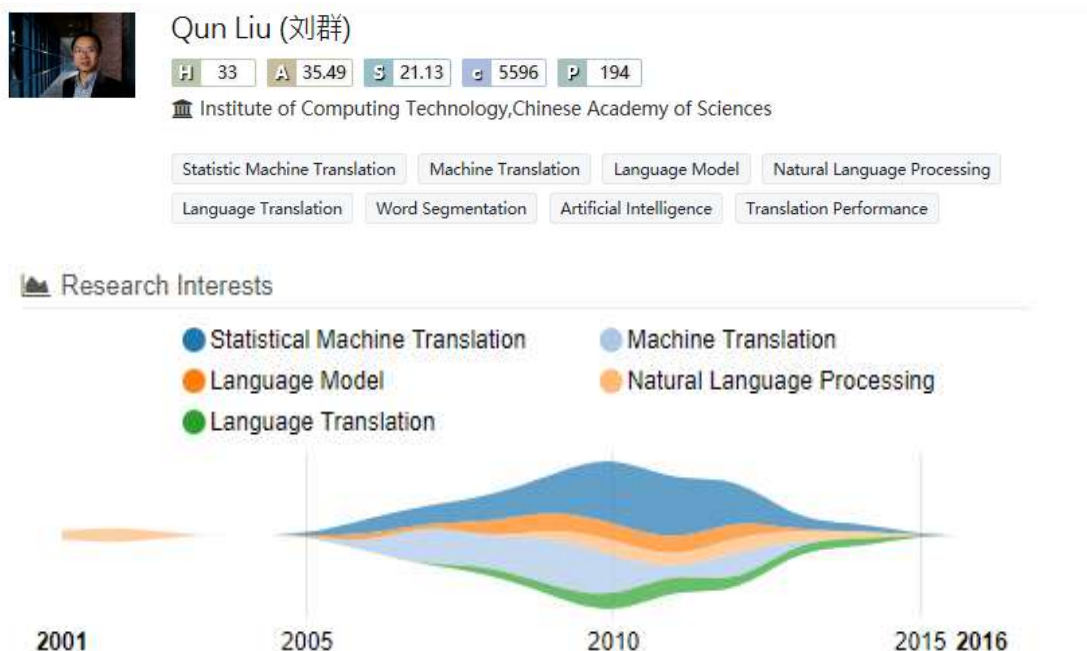 Qun Liu (刘群)
H 33 A 35.49 S 21.13 c 5596 P 194
Institute of Computing Technology,Chinese Academy of Sciences
Statistic Machine Translation Machine Translation Language Model Natural Language Processing
Language Translation Word Segmentation Artificial Intelligence Translation Performance
Research Interests
Statistical Machine Translation Machine Translation
Language Model Natural Language Processing
Language Translation
2001 2005 2010 2015 2016